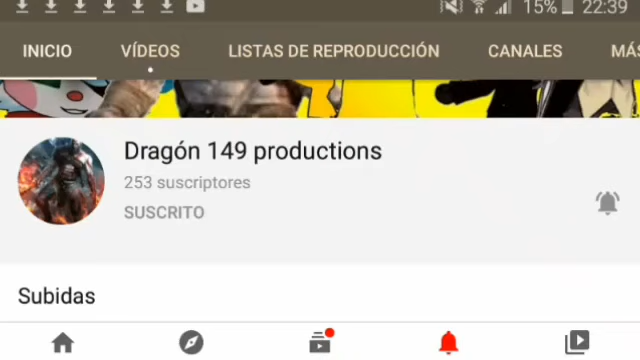 15% 22:39
INICIO VÍDEOS LISTAS DE REPRODUCCIÓN CANALES MÁS
Dragón 149 productions
253 suscriptores
SUSCRITO
Subidas